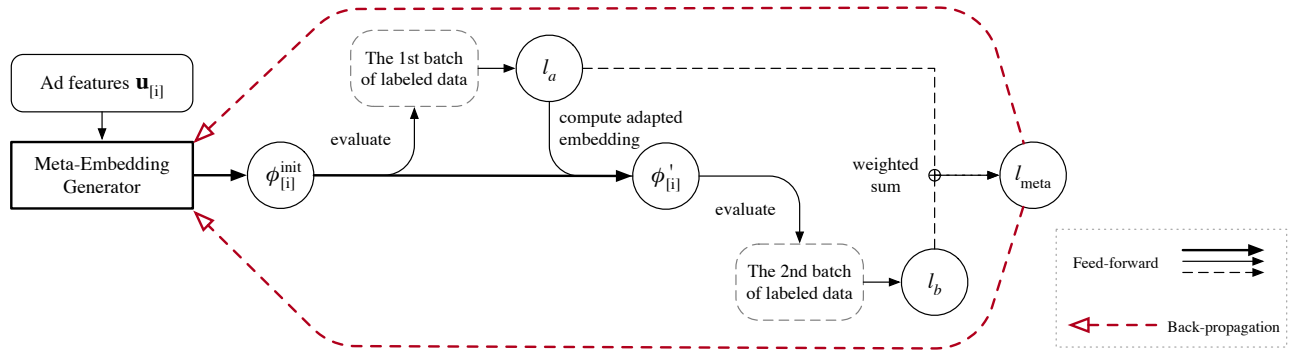 Ad features u[i]
Meta-Embedding
Generator
ϕ[i]init
evaluate
The 1st batch
of labeled data
la
compute adapted
embedding
ϕ[i]'
evaluate
The 2nd batch
of labeled data
lb
weighted
sum
lmeta
Feed-forward
Back-propagation